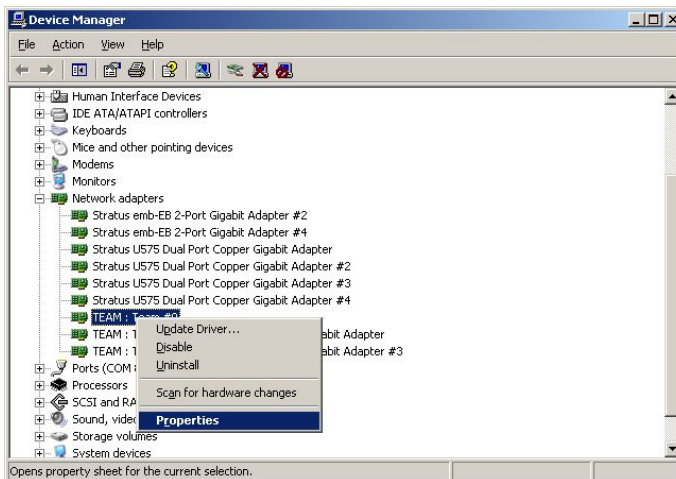 Device Manager
File Action View Help
Human Interface Devices
IDE ATA/ATAPI controllers
Keyboards
Mice and other pointing devices
Modems
Monitors
Network adapters
Stratus emb-EB 2-Port Gigabit Adapter #2
Stratus emb-EB 2-Port Gigabit Adapter #4
Stratus U575 Dual Port Copper Gigabit Adapter
Stratus U575 Dual Port Copper Gigabit Adapter #2
Stratus U575 Dual Port Copper Gigabit Adapter #3
Stratus U575 Dual Port Copper Gigabit Adapter #4
TEAM : Team #0
TEAM : T abit Adapter
TEAM : T abit Adapter #3
Ports (COM
Processors
SCSI and RA
Sound, vide
Storage volumes
System devices
Update Driver...
Disable
Uninstall
Scan for hardware changes
Properties
Opens property sheet for the current selection.